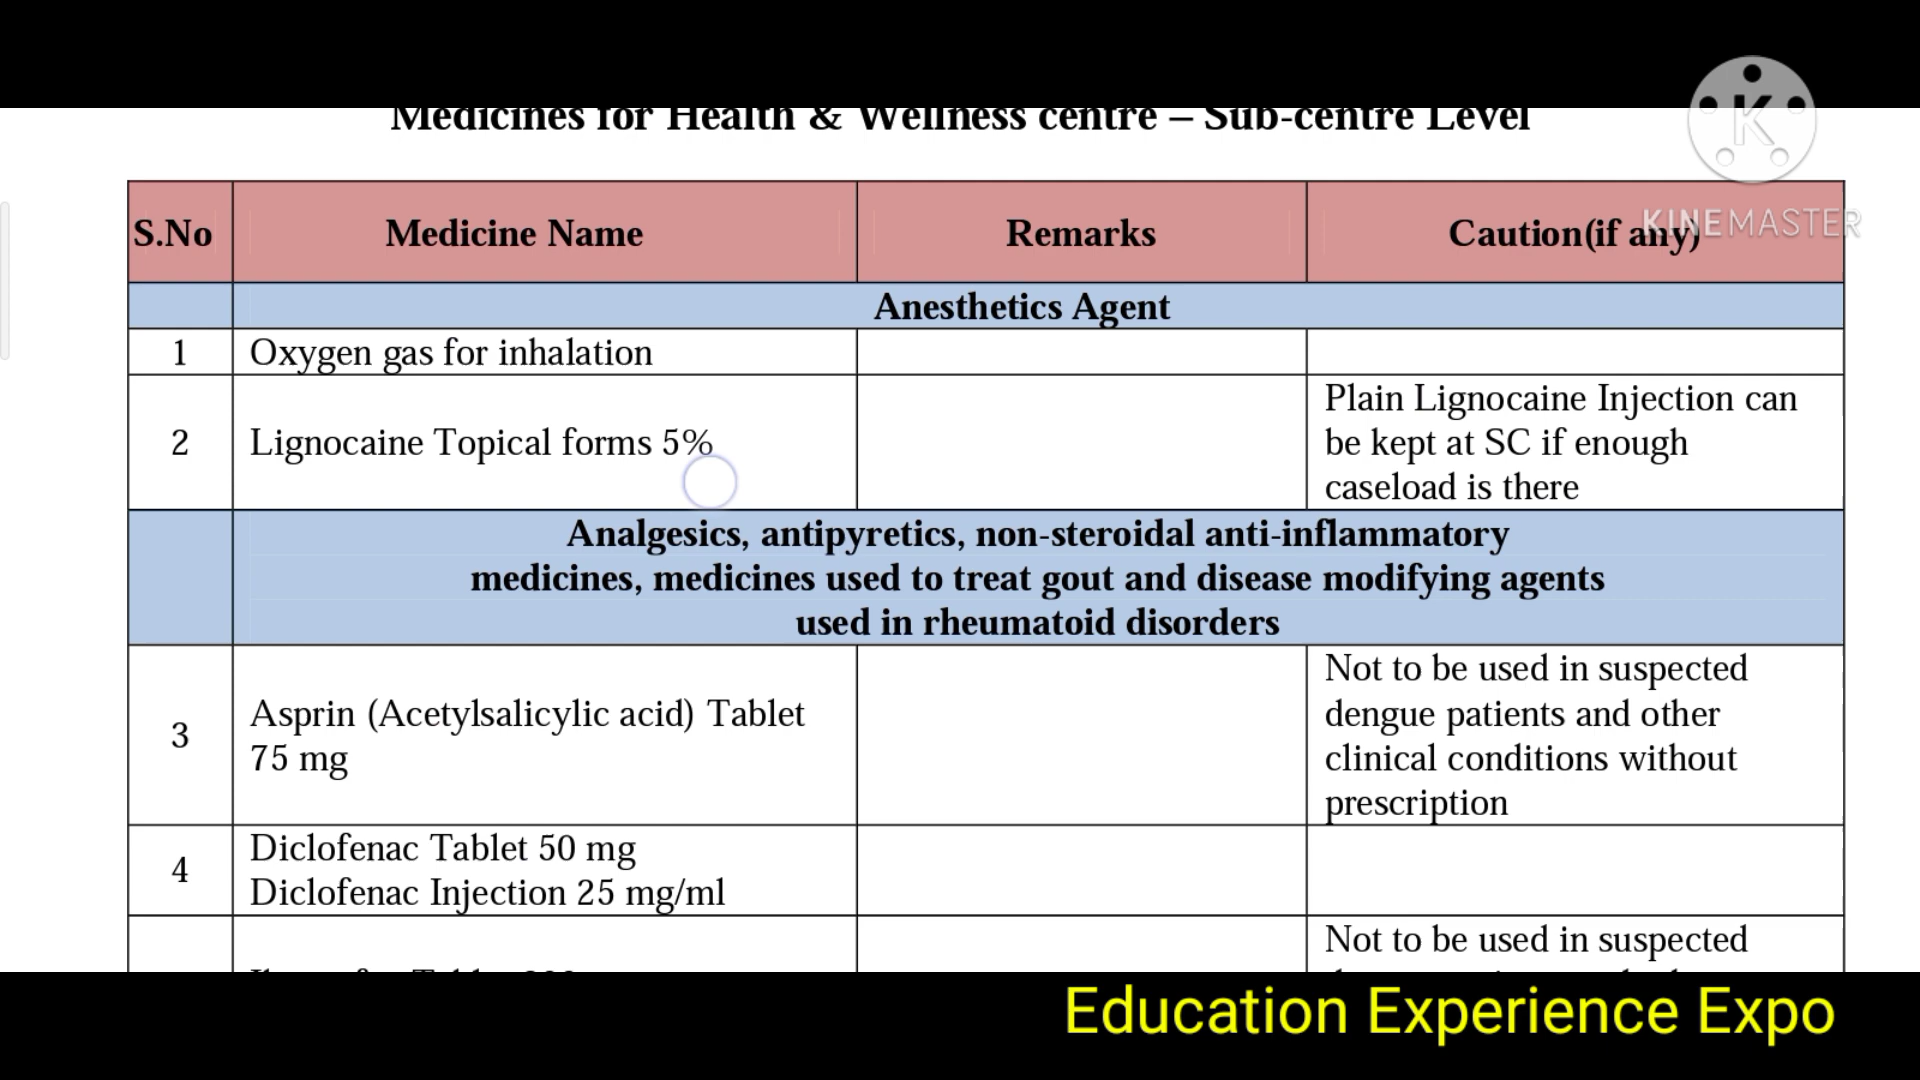 Medicines for Health & Wellness centre – Sub-centre Level
K
KINEMASTER
S.No Medicine Name Remarks Caution(if any)
Anesthetics Agent
1 Oxygen gas for inhalation
2 Lignocaine Topical forms 5%
Plain Lignocaine Injection can
be kept at SC if enough
caseload is there
Analgesics, antipyretics, non-steroidal anti-inflammatory
medicines, medicines used to treat gout and disease modifying agents
used in rheumatoid disorders
3
Asprin (Acetylsalicylic acid) Tablet
75 mg
Not to be used in suspected
dengue patients and other
clinical conditions without
prescription
4
Diclofenac Tablet 50 mg
Diclofenac Injection 25 mg/ml
Not to be used in suspected
Education Experience Expo